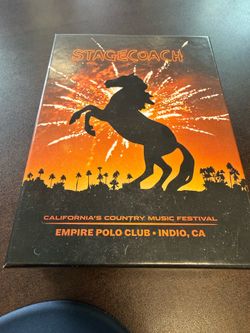 STAGECOACH
CALIFORNIA'S COUNTRY MUSIC FESTIVAL
EMPIRE POLO CLUB • INDIO, CA